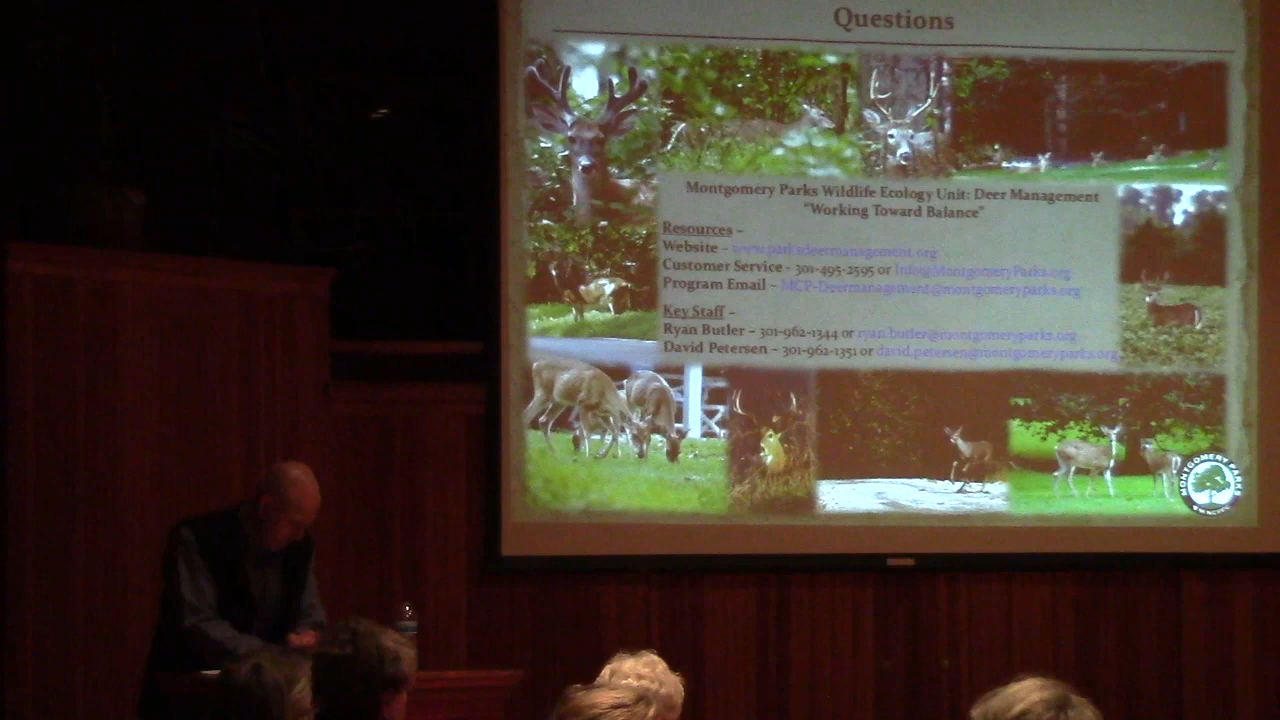 Questions
Montgomery Parks Wildlife Ecology Unit: Deer Management
"Working Toward Balance"
Resources –
Website - www.parksdeermanagement.org
Customer Service - 301-495-2595 or Info@MontgomeryParks.org
Program Email – MCP-Deermanagement@montgomeryparks.org
Key Staff –
Ryan Butler – 301-962-1344 or ryan.butler@montgomeryparks.org
David Petersen – 301-962-1351 or david.petersen@montgomeryparks.org
MONTGOMERY PARKS
M-NCPPC